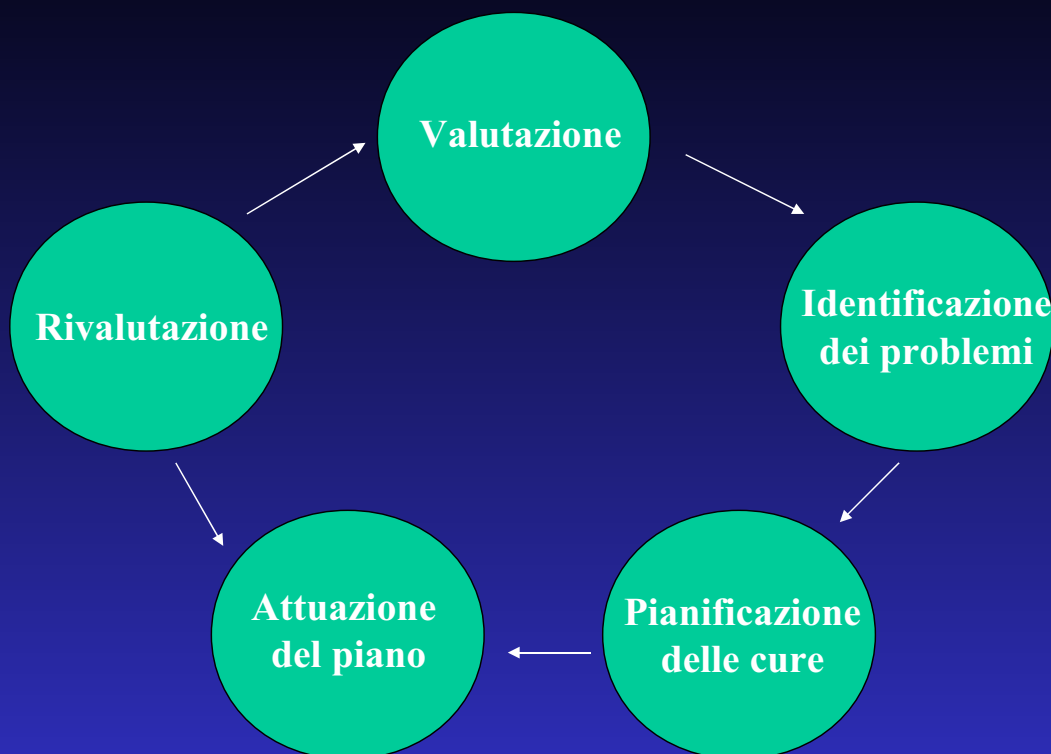 Valutazione
Identificazione
dei problemi
Pianificazione
delle cure
Attuazione
del piano
Rivalutazione